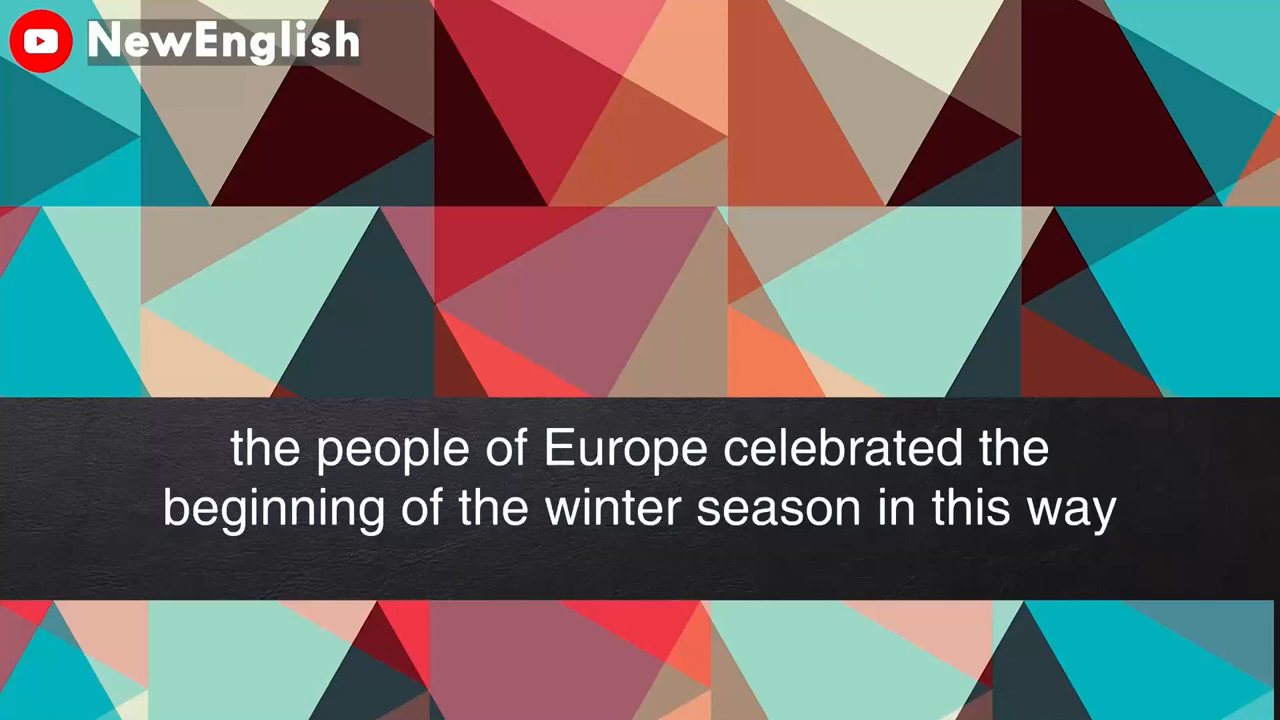 NewEnglish
the people of Europe celebrated the
beginning of the winter season in this way